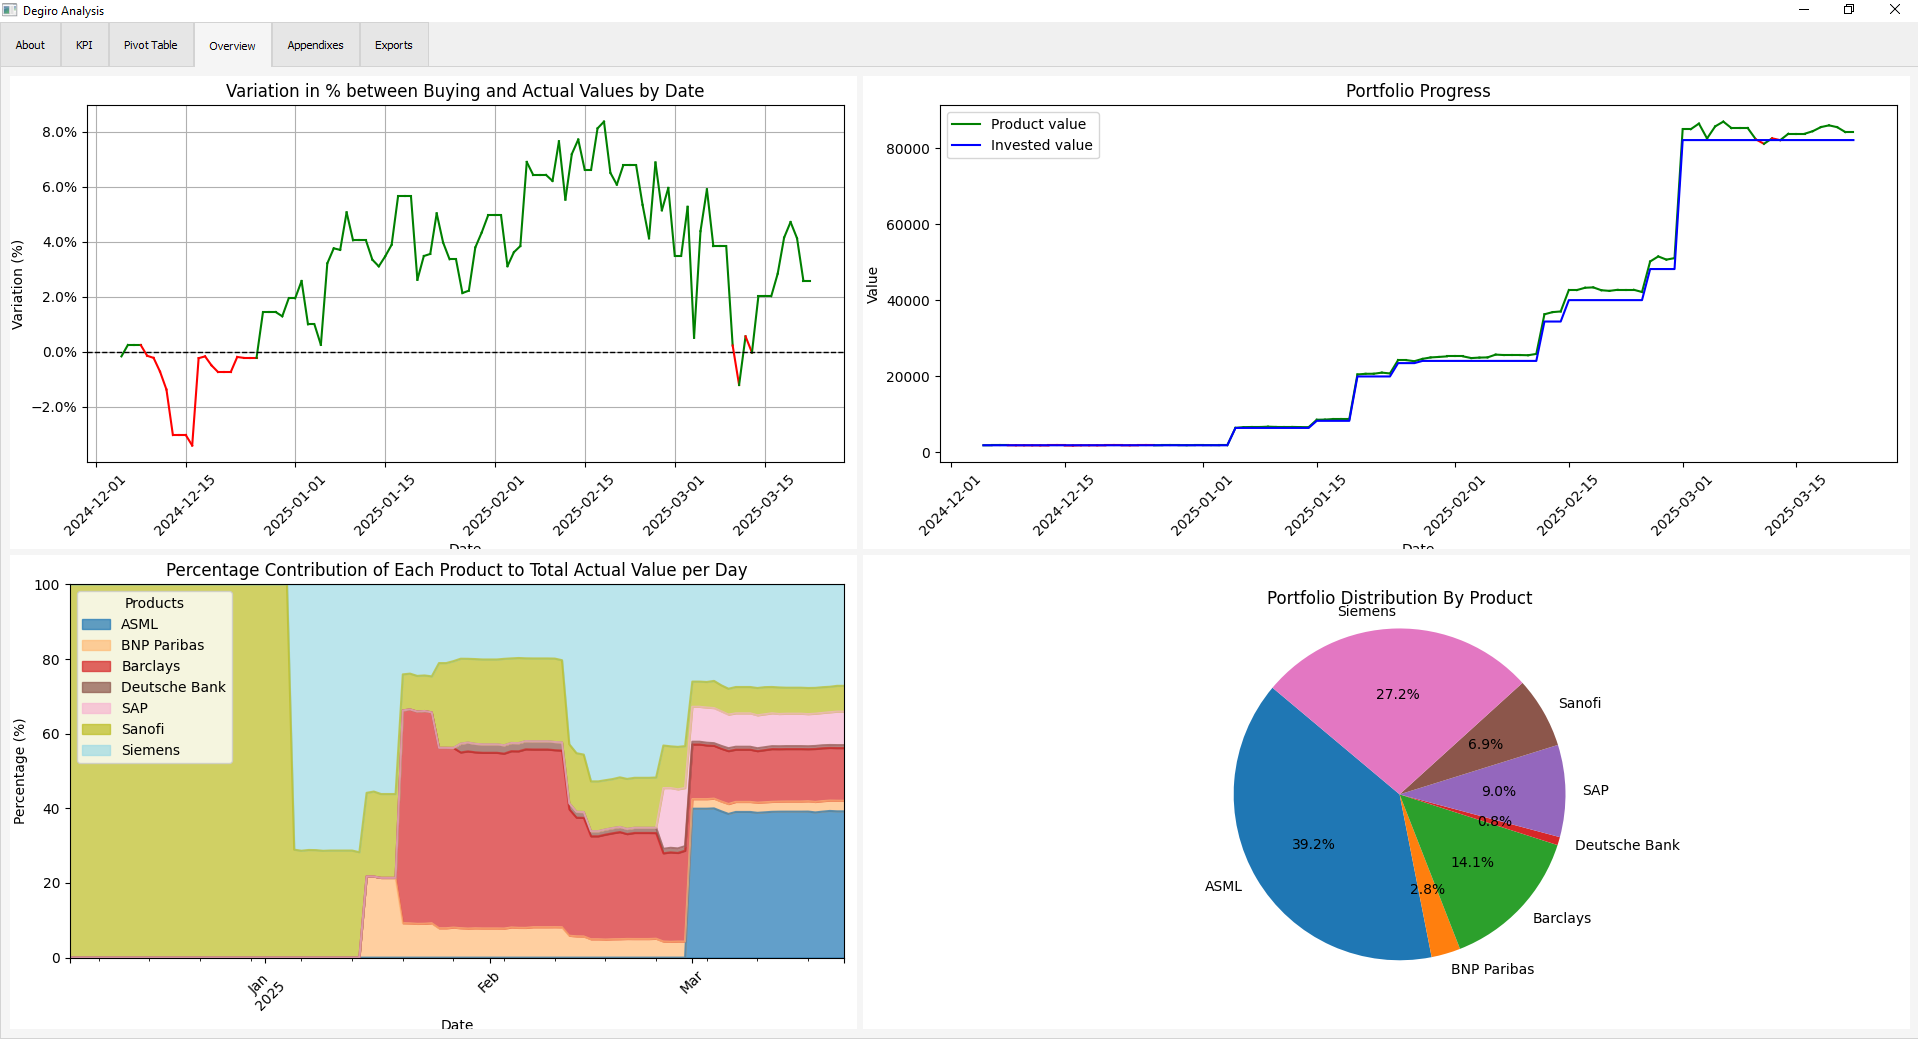 Degiro Analysis
About
KPI
Pivot Table
Overview
Appendixes
Exports
Variation in % between Buying and Actual Values by Date
Variation (%)
8.0%
6.0%
4.0%
2.0%
0.0%
−2.0%
2024-12-01
2024-12-15
2025-01-01
2025-01-15
2025-02-01
2025-02-15
2025-03-01
2025-03-15
Date
Portfolio Progress
Product value
Invested value
Value
80000
60000
40000
20000
0
2024-12-01
2024-12-15
2025-01-01
2025-01-15
2025-02-01
2025-02-15
2025-03-01
2025-03-15
Date
Percentage Contribution of Each Product to Total Actual Value per Day
Products
ASML
BNP Paribas
Barclays
Deutsche Bank
SAP
Sanofi
Siemens
Percentage (%)
100
80
60
40
20
0
Jan
2025
Feb
Mar
Date
Portfolio Distribution By Product
Siemens
27.2%
Sanofi
6.9%
SAP
9.0%
Deutsche Bank
0.8%
Barclays
14.1%
BNP Paribas
2.8%
ASML
39.2%